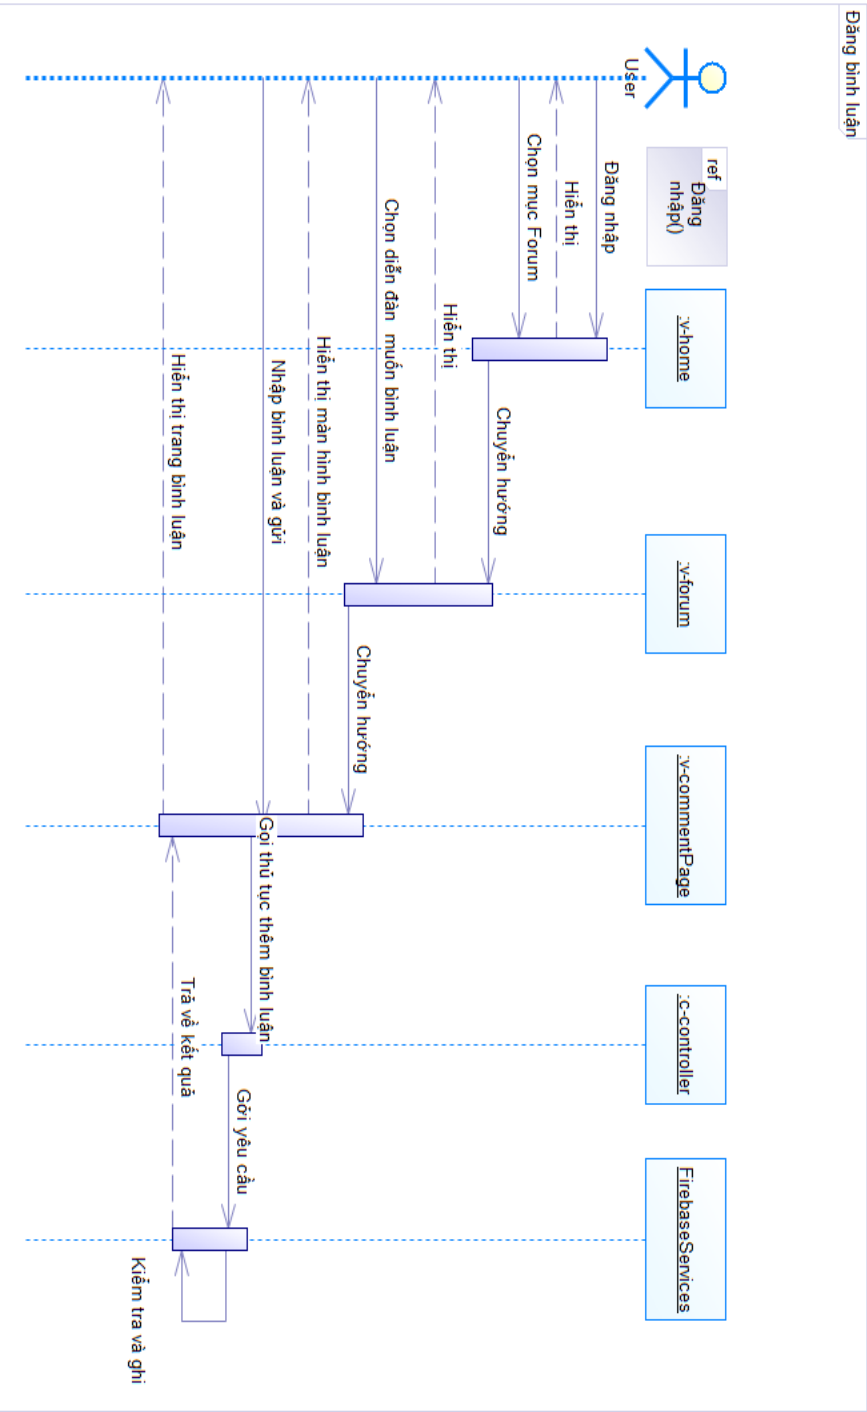 Đăng bình luận
User
ref
Đăng
nhập()
:v-home
:v-forum
:v-commentPage
:c-controller
FirebaseServices
Đăng nhập
Hiển thị
Chọn mục Forum
Chuyển hướng
Hiển thị
Chọn diễn đàn muốn bình luận
Chuyển hướng
Hiển thị màn hình bình luận
Nhập bình luận và gửi
Gọi thủ tục thêm bình luận
Gởi yêu cầu
Kiểm tra và ghi
Trả về kết quả
Hiển thị trang bình luận